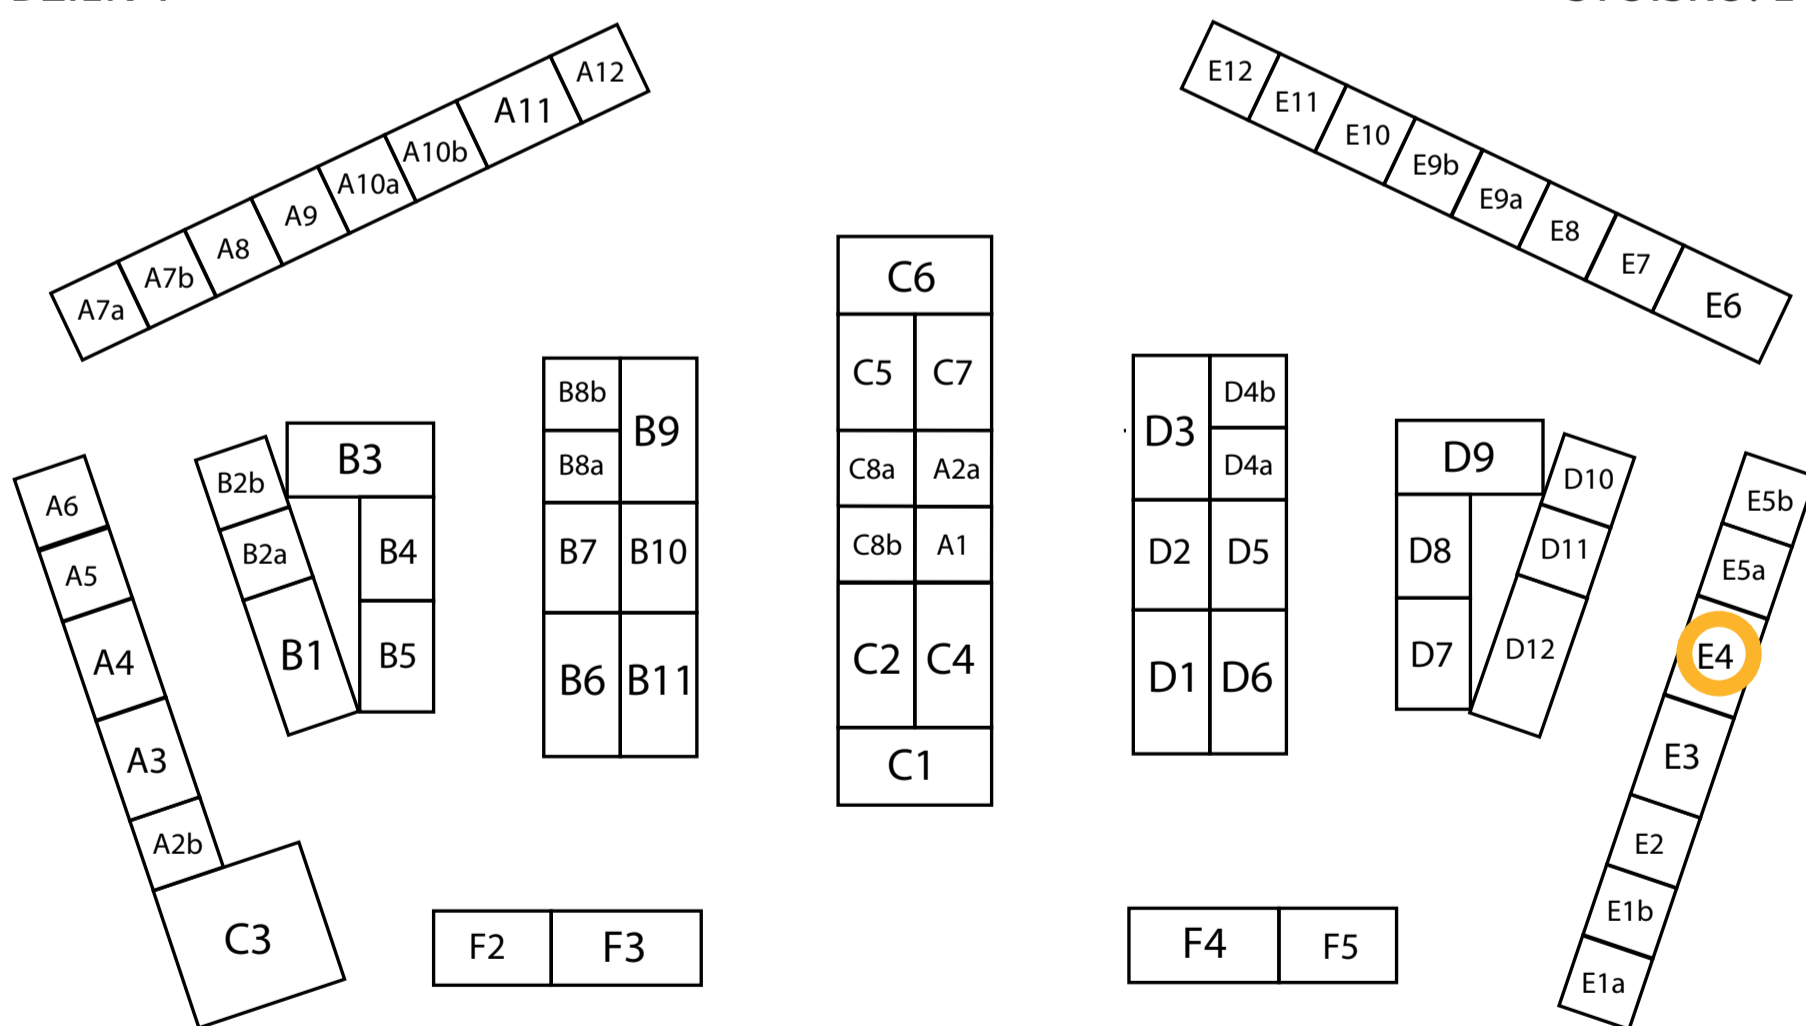 A12
A11
A10b
A10a
A9
A8
A7b
A7a
E12
E11
E10
E9b
E9a
E8
E7
E6
A6
A5
A4
A3
A2b
C3
B2b
B2a
B1
B3
B4
B5
B8b
B9
B8a
B7 B10
B6 B11
C6
C5 C7
C8a A2a
C8b A1
C2 C4
C1
D3 D4b
D4a
D2 D5
D1 D6
D9
D8
D7
D10
D11
D12
E5b
E5a
E4
E3
E2
E1b
E1a
F2 F3
F4 F5